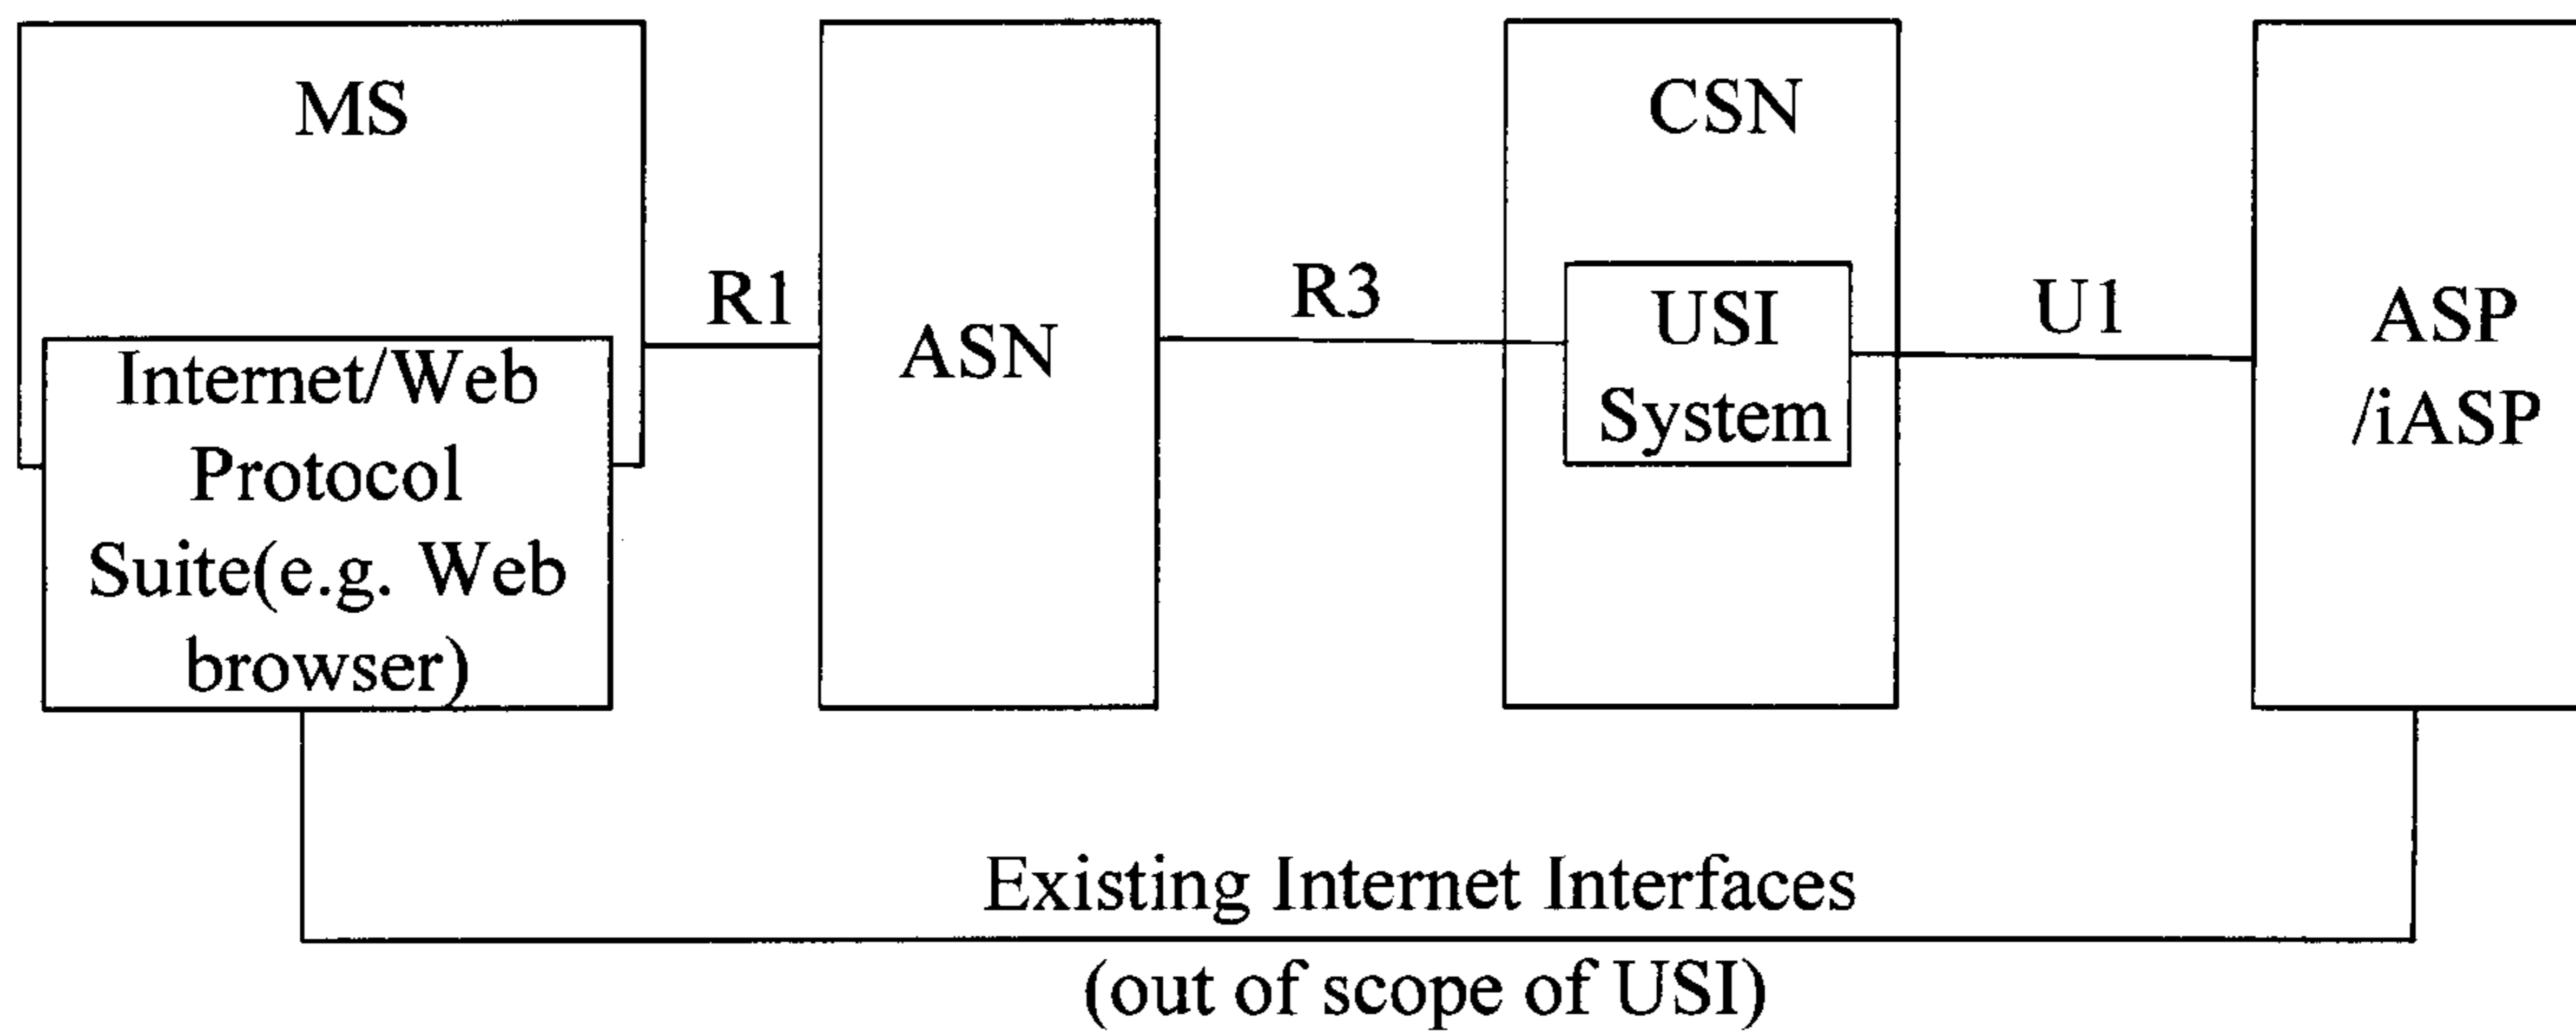 MS
Internet/Web
Protocol
Suite(e.g. Web
browser)
R1
ASN
R3
CSN
USI
System
U1
ASP
/iASP
Existing Internet Interfaces
(out of scope of USI)